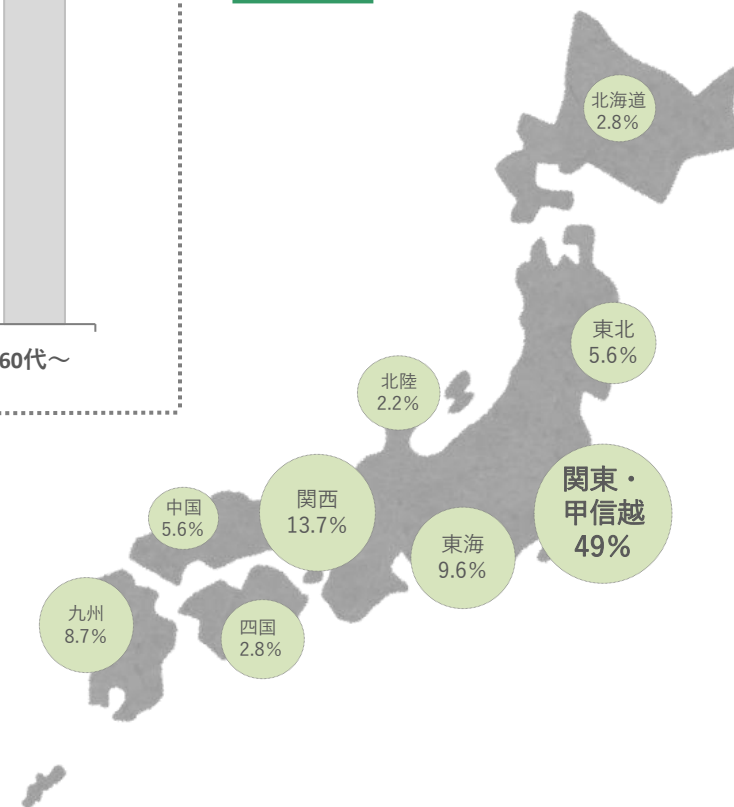 北海道
2.8%
東北
5.6%
60代～
北陸
2.2%
関東・
甲信越
49%
関西
13.7%
中国
5.6%
東海
9.6%
九州
8.7%
四国
2.8%